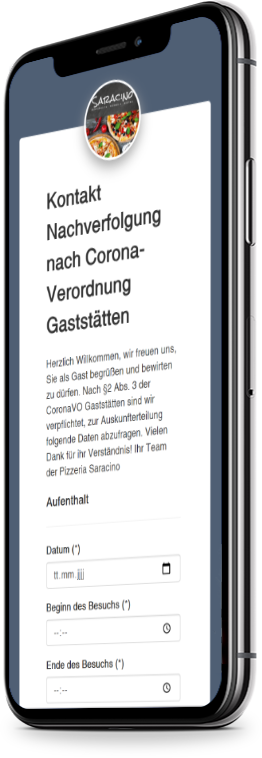 SARACINO
Kontakt
Nachverfolgung
nach Corona-
Verordnung
Gaststätten
Herzlich Willkommen, wir freuen uns,
Sie als Gast begrüßen und bewirten
zu dürfen. Nach §2 Abs. 3 der
CoronaVO Gaststätten sind wir
verpflichtet, zur Auskunfterteilung
folgende Daten abzufragen. Vielen
Dank für ihr Verständnis! Ihr Team
der Pizzeria Saracino
Aufenthalt
Datum (*)
tt.mm.jjjj
Beginn des Besuchs (*)
--:--
Ende des Besuchs (*)
--:--